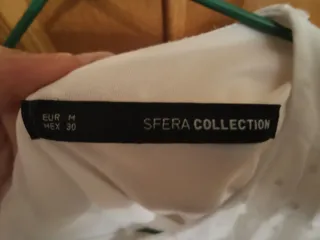 EUR M
MEX 30
SFERA COLLECTION